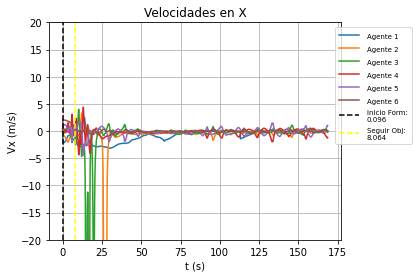 Velocidades en X
20
15
10
5
0
−5
−10
−15
−20
Vx (m/s)
0
25
50
75
100
125
150
175
t (s)
Agente 1
Agente 2
Agente 3
Agente 4
Agente 5
Agente 6
Inicio Form:
0.096
Seguir Obj:
8.064